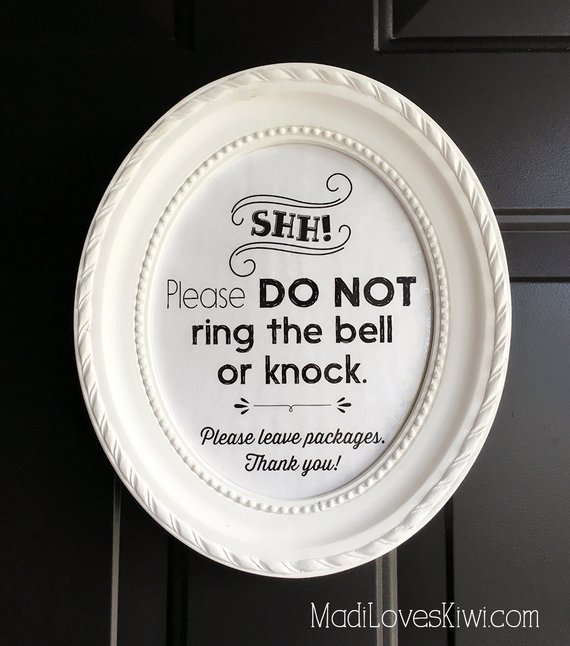 SHH!
Please DO NOT
ring the bell
or knock.
Please leave packages.
Thank you!
MadiLovesKiwi.com